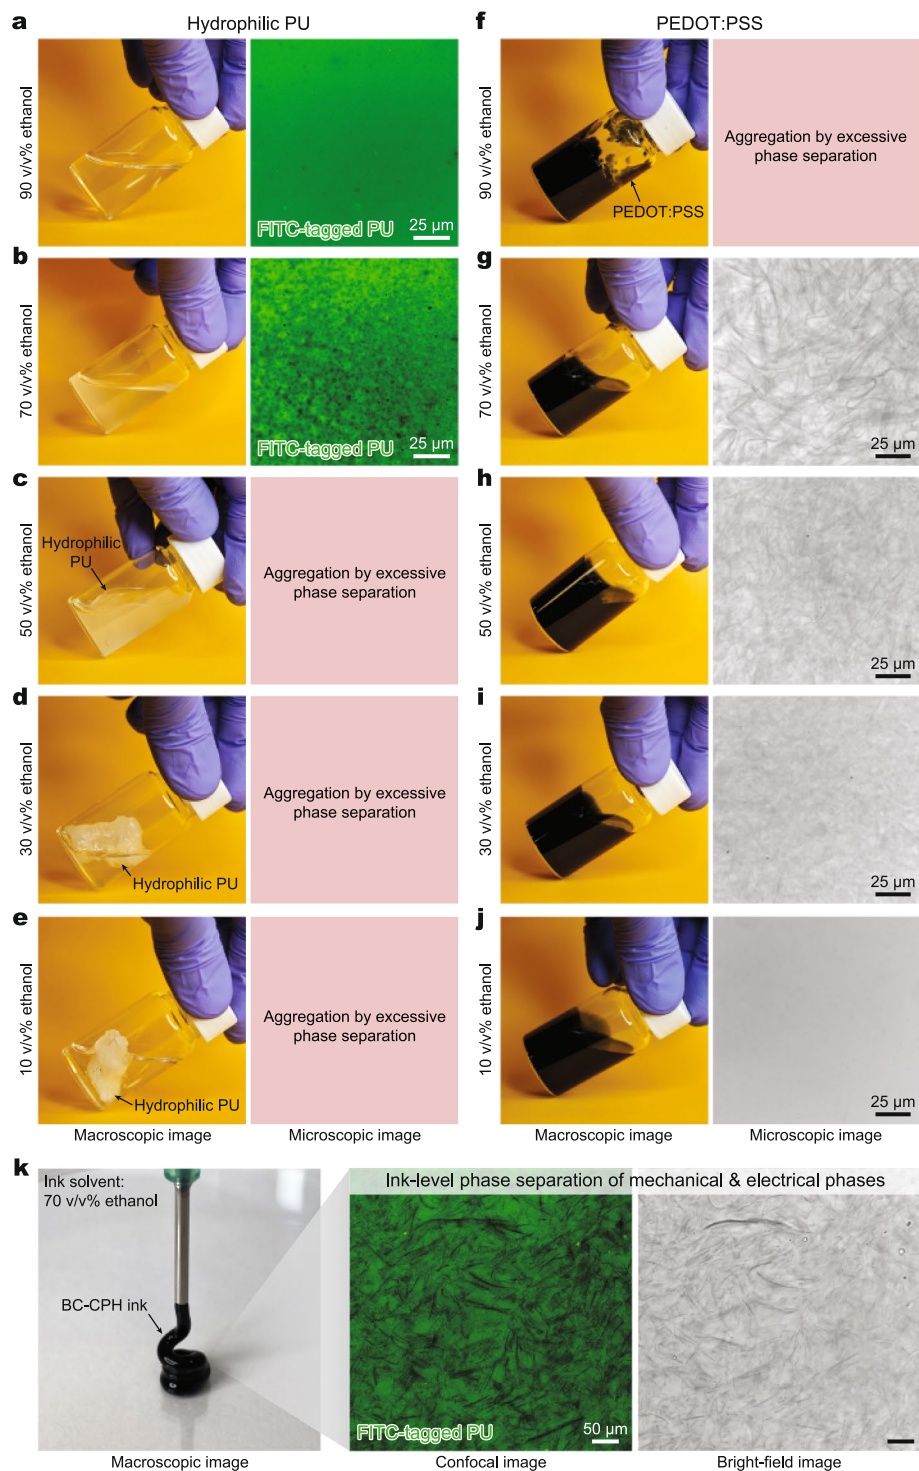 a
Hydrophilic PU
90 v/v% ethanol
FITC-tagged PU
25 µm
b
70 v/v% ethanol
FITC-tagged PU
25 µm
c
50 v/v% ethanol
Hydrophilic
PU
Aggregation by excessive
phase separation
d
30 v/v% ethanol
Hydrophilic PU
Aggregation by excessive
phase separation
e
10 v/v% ethanol
Hydrophilic PU
Aggregation by excessive
phase separation
Macroscopic image
Microscopic image
f
PEDOT:PSS
90 v/v% ethanol
PEDOT:PSS
Aggregation by excessive
phase separation
g
70 v/v% ethanol
25 µm
h
50 v/v% ethanol
25 µm
i
30 v/v% ethanol
25 µm
j
10 v/v% ethanol
25 µm
Macroscopic image
Microscopic image
k
Ink solvent:
70 v/v% ethanol
BC-CPH ink
Ink-level phase separation of mechanical & electrical phases
FITC-tagged PU
50 µm
Macroscopic image
Confocal image
Bright-field image